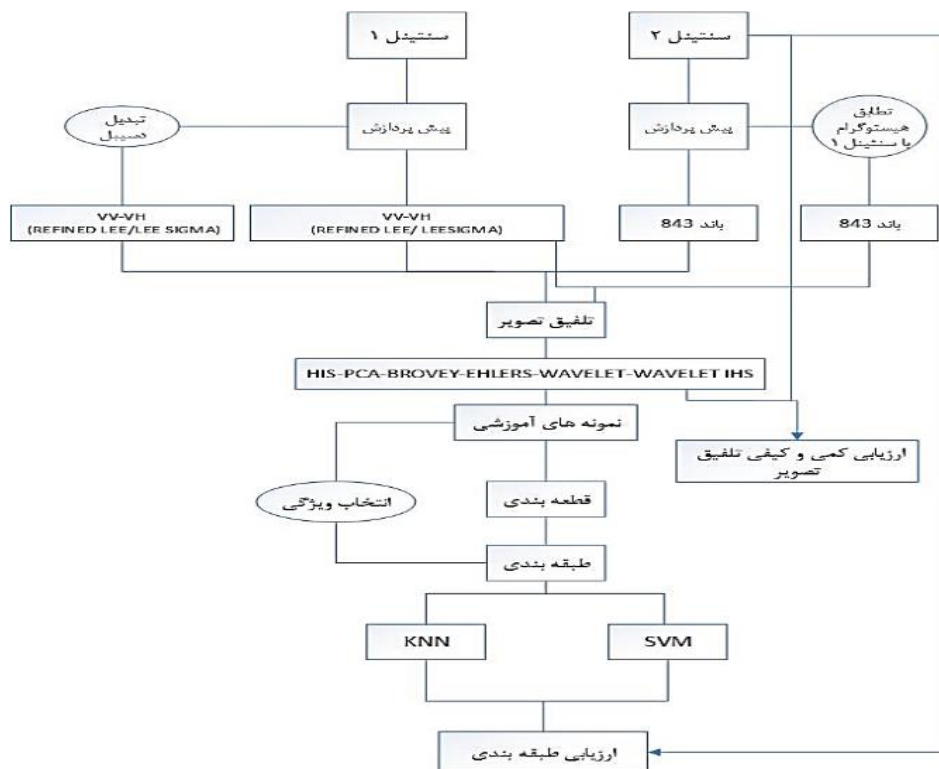 سنتینل ۱
سنتینل ۲
تبدیل
دسیبل
پیش پردازش
پیش پردازش
تطابق
هیستوگرام
با سنتینل ۱
VV-VH
(REFINED LEE/LEE SIGMA)
VV-VH
(REFINED LEE/ LEESIGMA)
باند 843
باند 843
تلفیق تصویر
HIS-PCA-BROVEY-EHLERS-WAVELET-WAVELET IHS
نمونه های آموزشی
ارزیابی کمی و کیفی تلفیق
تصویر
انتخاب ویژگی
قطعه بندی
طبقه بندی
KNN
SVM
ارزیابی طبقه بندی